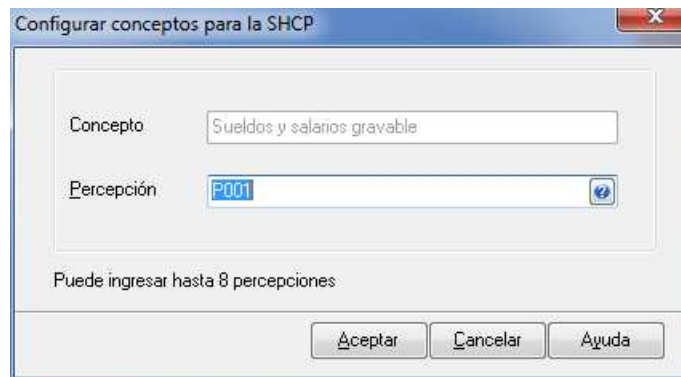 Configurar conceptos para la SHCP
Concepto
Sueldos y salarios gravable
Percepción
P001
Puede ingresar hasta 8 percepciones
Aceptar
Cancelar
Ayuda